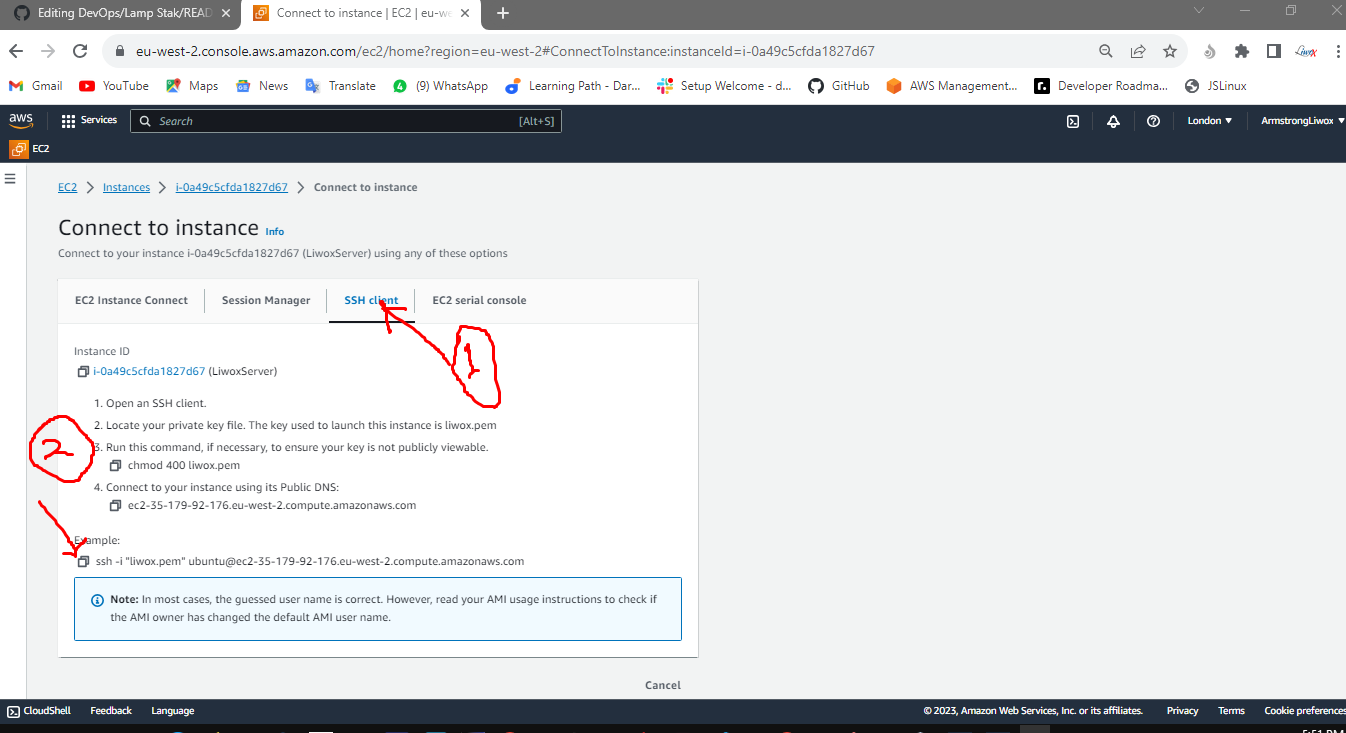 Editing DevOps/Lamp Stak/READ
Connect to instance | EC2 | eu-we
eu-west-2.console.aws.amazon.com/ec2/home?region=eu-west-2#ConnectToInstance:instanceId=i-0a49c5cfda1827d67
Gmail YouTube Maps News Translate (9) WhatsApp Learning Path - Dar... Setup Welcome - d... GitHub AWS Management... Developer Roadma... JSLinux
aws Services Search [Alt+S] London ArmstrongLiwox
EC2
EC2 Instances i-0a49c5cfda1827d67 Connect to instance
Connect to instance Info
Connect to your instance i-0a49c5cfda1827d67 (LiwoxServer) using any of these options
EC2 Instance Connect Session Manager SSH client EC2 serial console
1
Instance ID
i-0a49c5cfda1827d67 (LiwoxServer)
1. Open an SSH client.
2. Locate your private key file. The key used to launch this instance is liwox.pem
2
3. Run this command, if necessary, to ensure your key is not publicly viewable.
chmod 400 liwox.pem
4. Connect to your instance using its Public DNS:
ec2-35-179-92-176.eu-west-2.compute.amazonaws.com
Example:
ssh -i "liwox.pem" ubuntu@ec2-35-179-92-176.eu-west-2.compute.amazonaws.com
Note: In most cases, the guessed user name is correct. However, read your AMI usage instructions to check if
the AMI owner has changed the default AMI user name.
Cancel
CloudShell Feedback Language © 2023, Amazon Web Services, Inc. or its affiliates. Privacy Terms Cookie preferences
5:51 PM